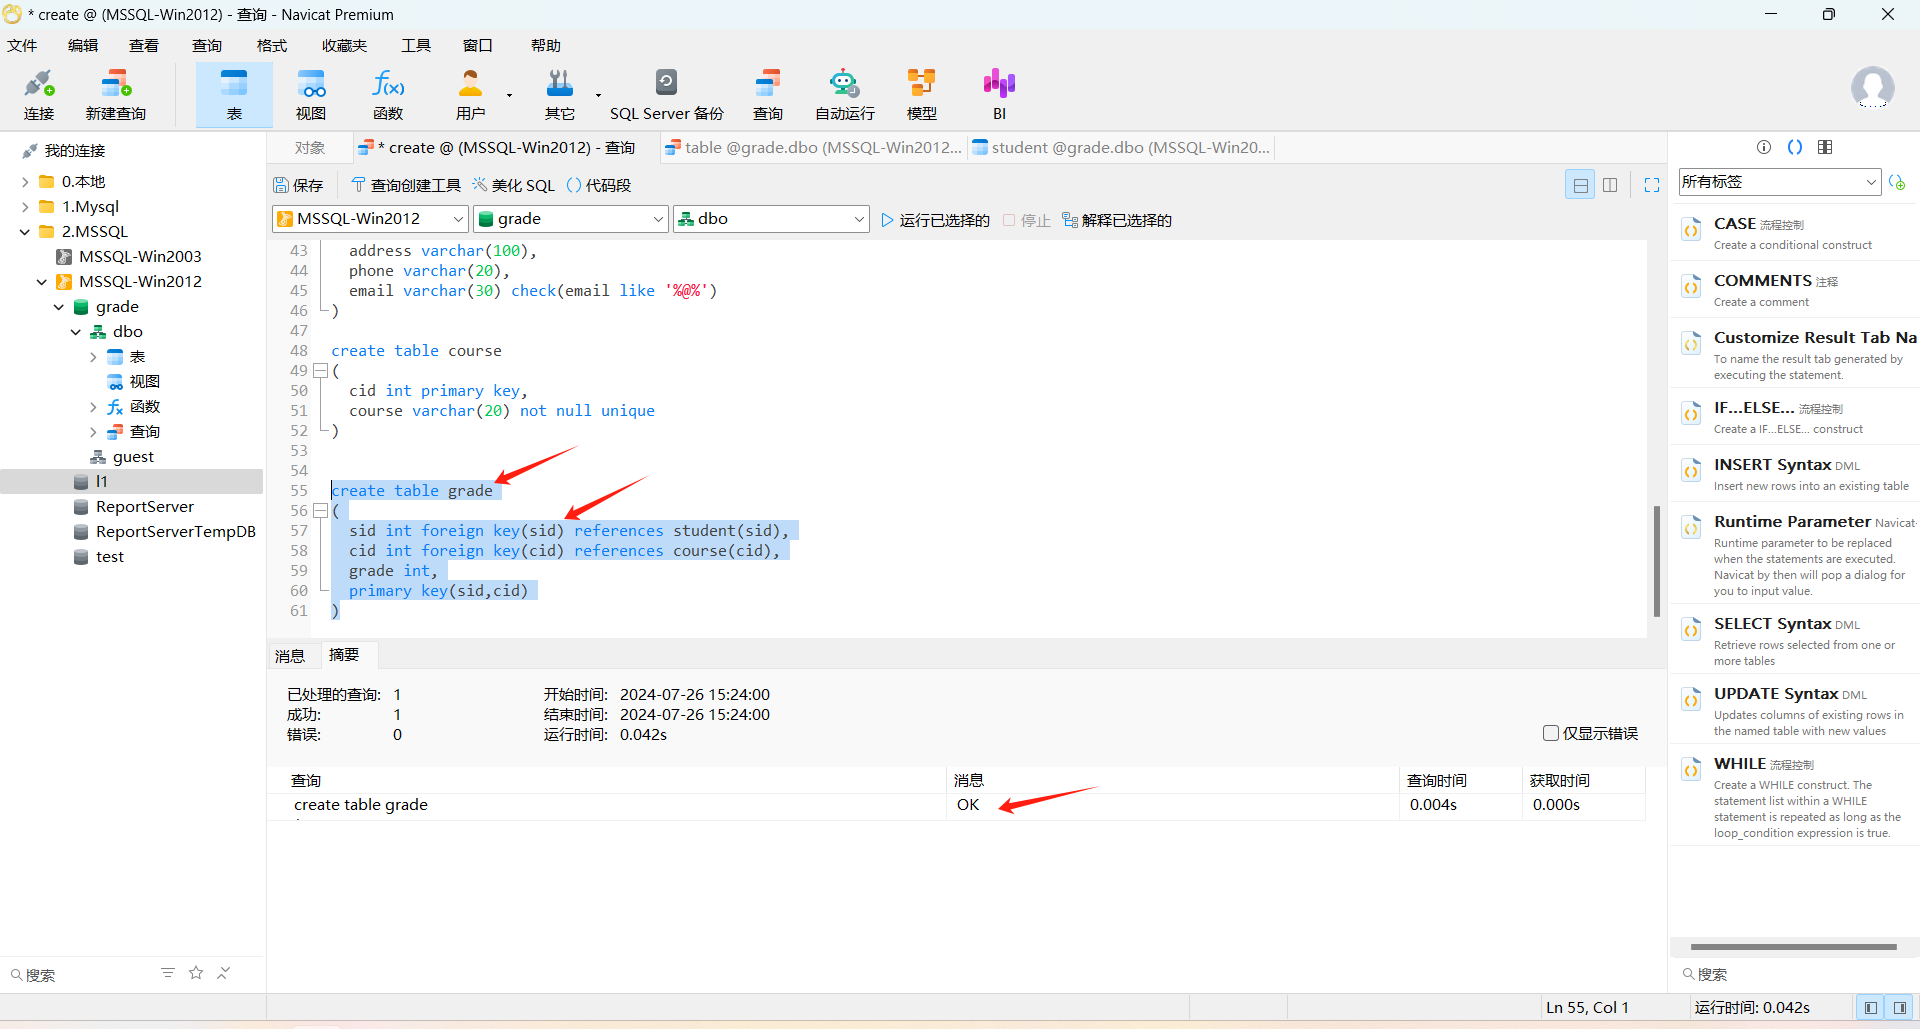 * create @ (MSSQL-Win2012) - 查询 - Navicat Premium
文件 编辑 查看 查询 格式 收藏夹 工具 窗口 帮助
连接 新建查询 表 视图 函数 用户 其它 SQL Server 备份 查询 自动运行 模型 BI
我的连接
0.本地
1.Mysql
2.MSSQL
MSSQL-Win2003
MSSQL-Win2012
grade
dbo
表
视图
函数
查询
guest
l1
ReportServer
ReportServerTempDB
test
搜索
对象 * create @ (MSSQL-Win2012) - 查询 table @grade.dbo (MSSQL-Win2012... student @grade.dbo (MSSQL-Win20...
保存 查询创建工具 美化 SQL 代码段
MSSQL-Win2012 grade dbo 运行已选择的 停止 解释已选择的
43 address varchar(100),
44 phone varchar(20),
45 email varchar(30) check(email like '%@%')
46 )
47
48 create table course
49 (
50 cid int primary key,
51 course varchar(20) not null unique
52 )
53
54
55 create table grade
56 (
57 sid int foreign key(sid) references student(sid),
58 cid int foreign key(cid) references course(cid),
59 grade int,
60 primary key(sid,cid)
61 )
消息 摘要
已处理的查询: 1 开始时间: 2024-07-26 15:24:00
成功: 1 结束时间: 2024-07-26 15:24:00
错误: 0 运行时间: 0.042s
仅显示错误
查询 消息 查询时间 获取时间
create table grade OK 0.004s 0.000s
所有标签
CASE 流程控制
Create a conditional construct
COMMENTS 注释
Create a comment
Customize Result Tab Na
To name the result tab generated by
executing the statement.
IF...ELSE... 流程控制
Create a IF...ELSE... construct
INSERT Syntax DML
Insert new rows into an existing table
Runtime Parameter Navicat
Runtime parameter to be replaced
when the statements are executed.
Navicat by then will pop a dialog for
you to input value.
SELECT Syntax DML
Retrieve rows selected from one or
more tables
UPDATE Syntax DML
Updates columns of existing rows in
the named table with new values
WHILE 流程控制
Create a WHILE construct. The
statement list within a WHILE
statement is repeated as long as the
loop_condition expression is true.
搜索
Ln 55, Col 1 运行时间: 0.042s